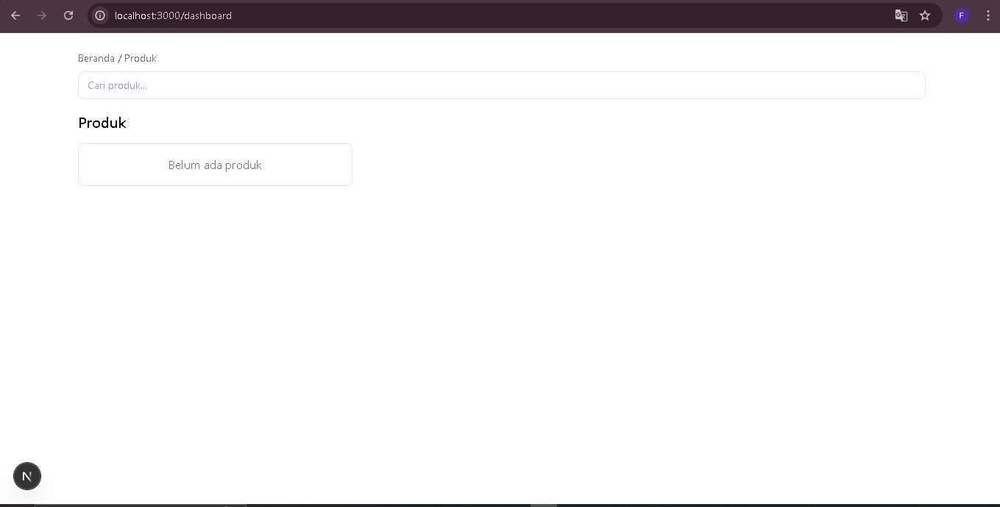 localhost:3000/dashboard
F
Beranda / Produk
Cari produk...
Produk
Belum ada produk
N